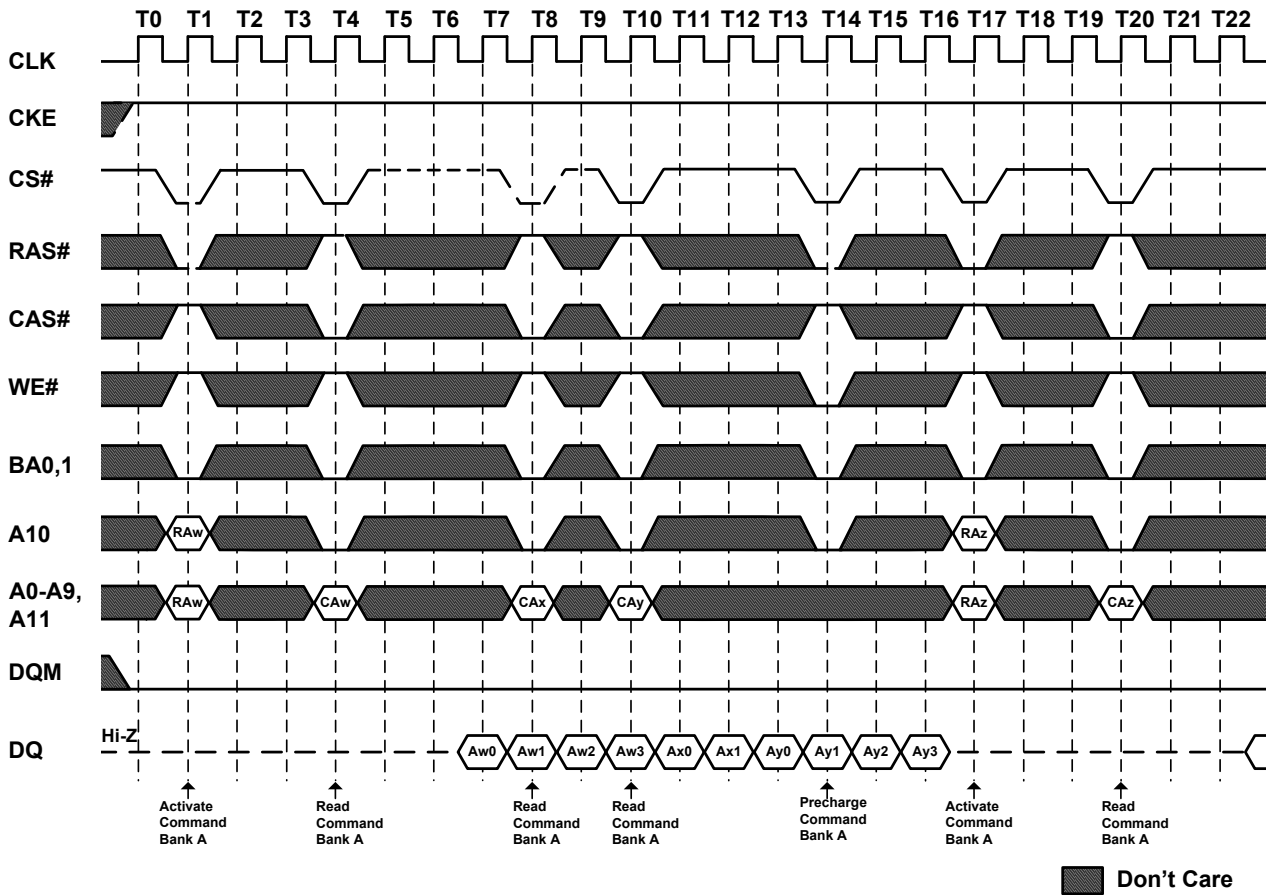 T0 T1 T2 T3 T4 T5 T6 T7 T8 T9 T10 T11 T12 T13 T14 T15 T16 T17 T18 T19 T20 T21 T22
CLK
CKE
CS#
RAS#
CAS#
WE#
BA0,1
A10 RAw RAz
A0-A9,
A11 RAw CAw CAx CAy RAz CAz
DQM
Hi-Z
DQ Aw0 Aw1 Aw2 Aw3 Ax0 Ax1 Ay0 Ay1 Ay2 Ay3
Activate
Command
Bank A
Read
Command
Bank A
Read
Command
Bank A
Read
Command
Bank A
Precharge
Command
Bank A
Activate
Command
Bank A
Read
Command
Bank A
Don't Care